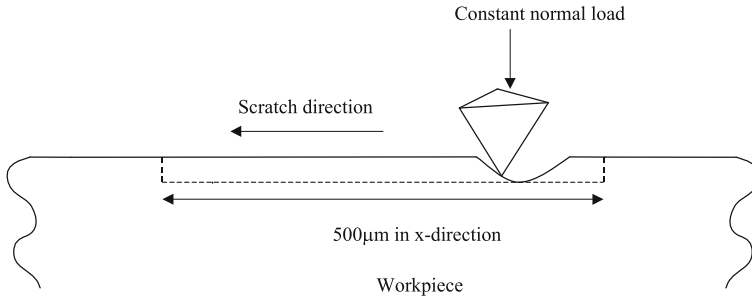 Constant normal load
Scratch direction
500μm in x-direction
Workpiece